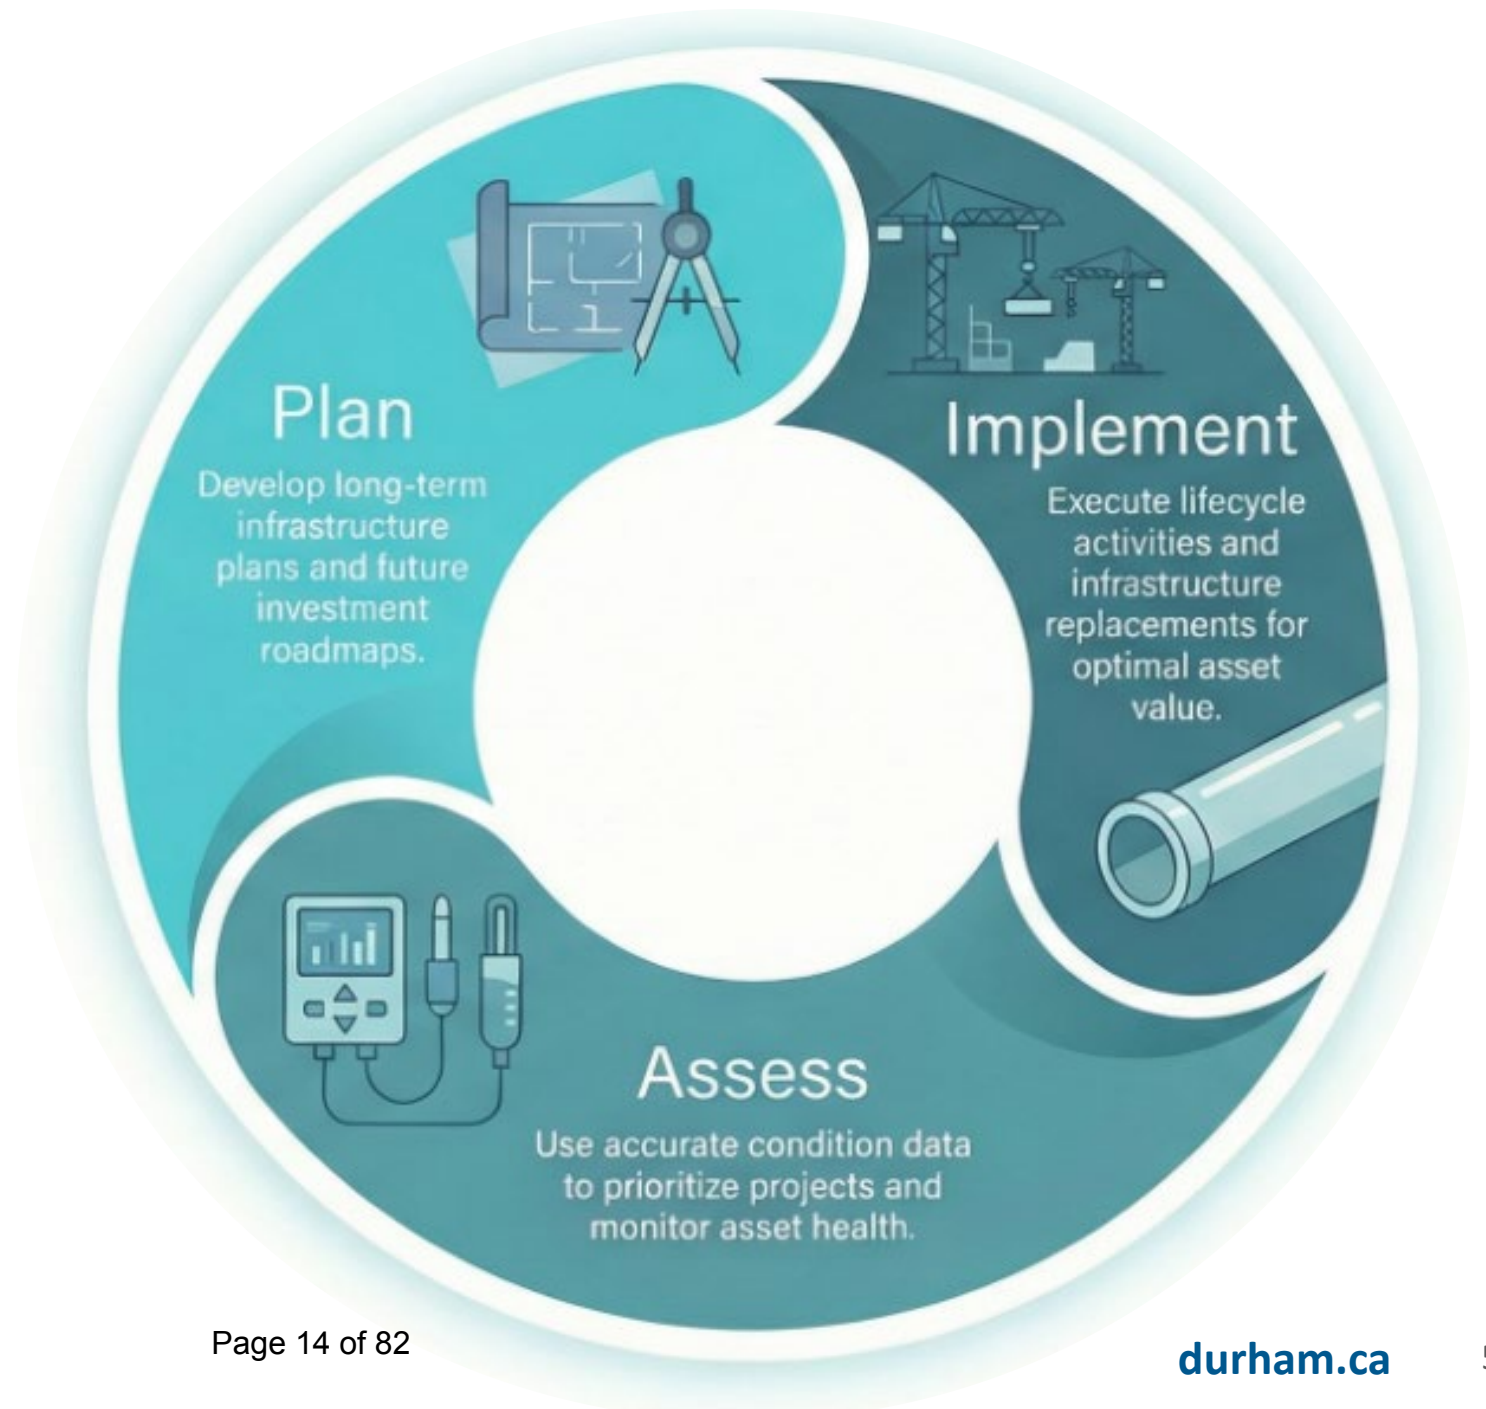 Plan
Develop long-term
infrastructure
plans and future
investment
roadmaps.
Implement
Execute lifecycle
activities and
infrastructure
replacements for
optimal asset
value.
Assess
Use accurate condition data
to prioritize projects and
monitor asset health.
Page 14 of 82
durham.ca